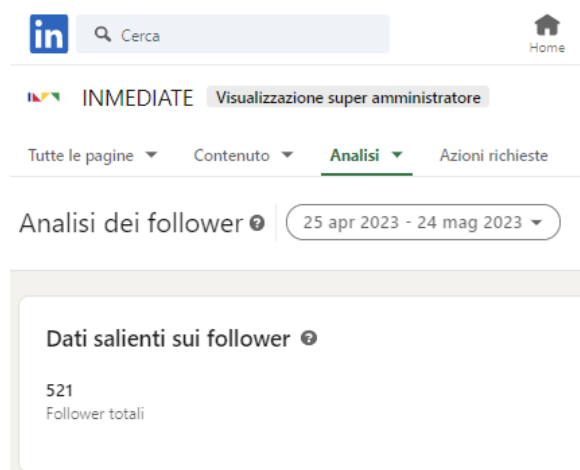 in Cerca
Home
INMEDIATE Visualizzazione super amministratore
Tutte le pagine Contenuto Analisi Azioni richieste
Analisi dei follower ? 25 apr 2023 - 24 mag 2023
Dati salienti sui follower ?
521
Follower totali